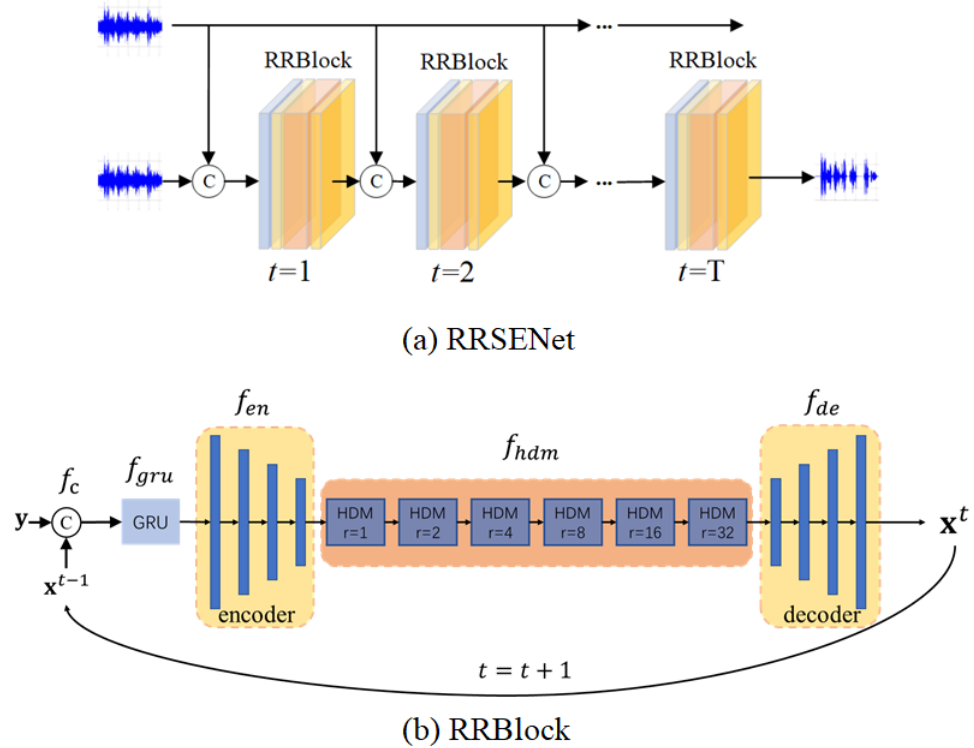 ...
RRBlock RRBlock RRBlock
C C C ...
t=1 t=2 t=T
(a) RRSENet
f_en f_de
f_hdm
f_c f_gru
y C GRU HDM r=1 HDM r=2 HDM r=4 HDM r=8 HDM r=16 HDM r=32 x^t
x^{t−1}
encoder decoder
t = t + 1
(b) RRBlock